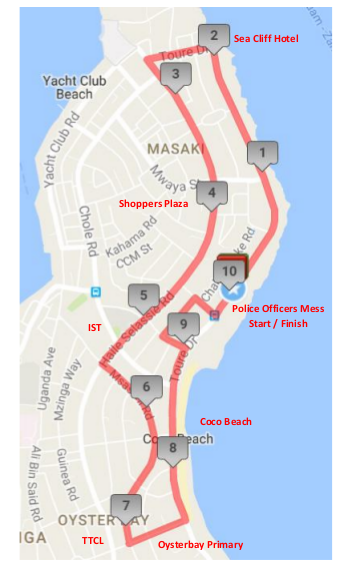 2
Sea Cliff Hotel
Toure Dr
3
Yacht Club
Beach
Yacht Club Rd
MASAKI
1
Mwaya St
4
Shoppers Plaza
Chole Rd
Kahama Rd
CCM St
10
5
Police Officers Mess
Start / Finish
IST
Haile Selassie Rd
9
Toure Dr
Uganda Ave
Mzinga Way
6
Coco Beach
Coco Beach
8
Ali Bin Said Rd
Guinea Rd
7
OYSTERBAY
TTCL
Oysterbay Primary